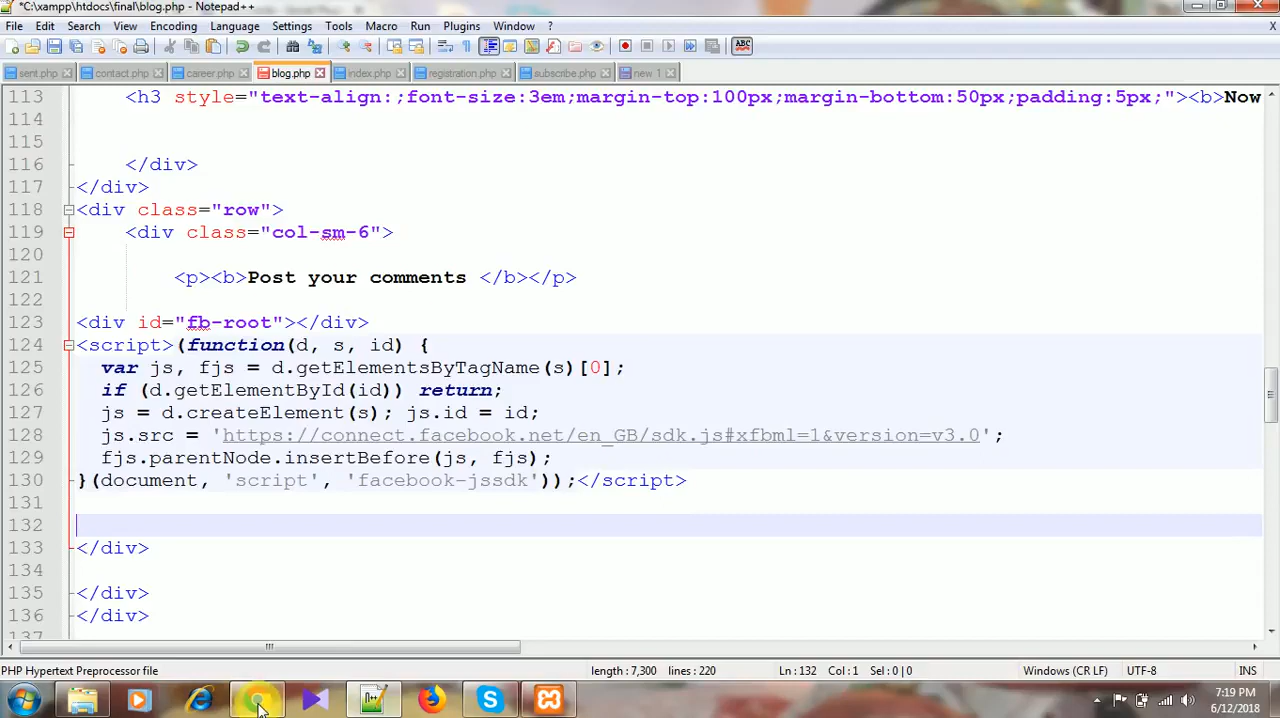 *C:\xampp\htdocs\final\blog.php - Notepad++
File Edit Search View Encoding Language Settings Tools Macro Run Plugins Window ? X
sent.php contact.php career.php blog.php index.php registration.php subscribe.php new 1
113 <h3 style="text-align:;font-size:3em;margin-top:100px;margin-bottom:50px;padding:5px;"><b>Now
114
115
116 </div>
117 </div>
118 <div class="row">
119 <div class="col-sm-6">
120
121 <p><b>Post your comments </b></p>
122
123 <div id="fb-root"></div>
124 <script>(function(d, s, id) {
125 var js, fjs = d.getElementsByTagName(s)[0];
126 if (d.getElementById(id)) return;
127 js = d.createElement(s); js.id = id;
128 js.src = 'https://connect.facebook.net/en_GB/sdk.js#xfbml=1&version=v3.0';
129 fjs.parentNode.insertBefore(js, fjs);
130 }(document, 'script', 'facebook-jssdk'));</script>
131
132
133 </div>
134
135 </div>
136 </div>
137
PHP Hypertext Preprocessor file length : 7,300 lines : 220 Ln : 132 Col : 1 Sel : 0 | 0 Windows (CR LF) UTF-8 INS
7:19 PM
6/12/2018